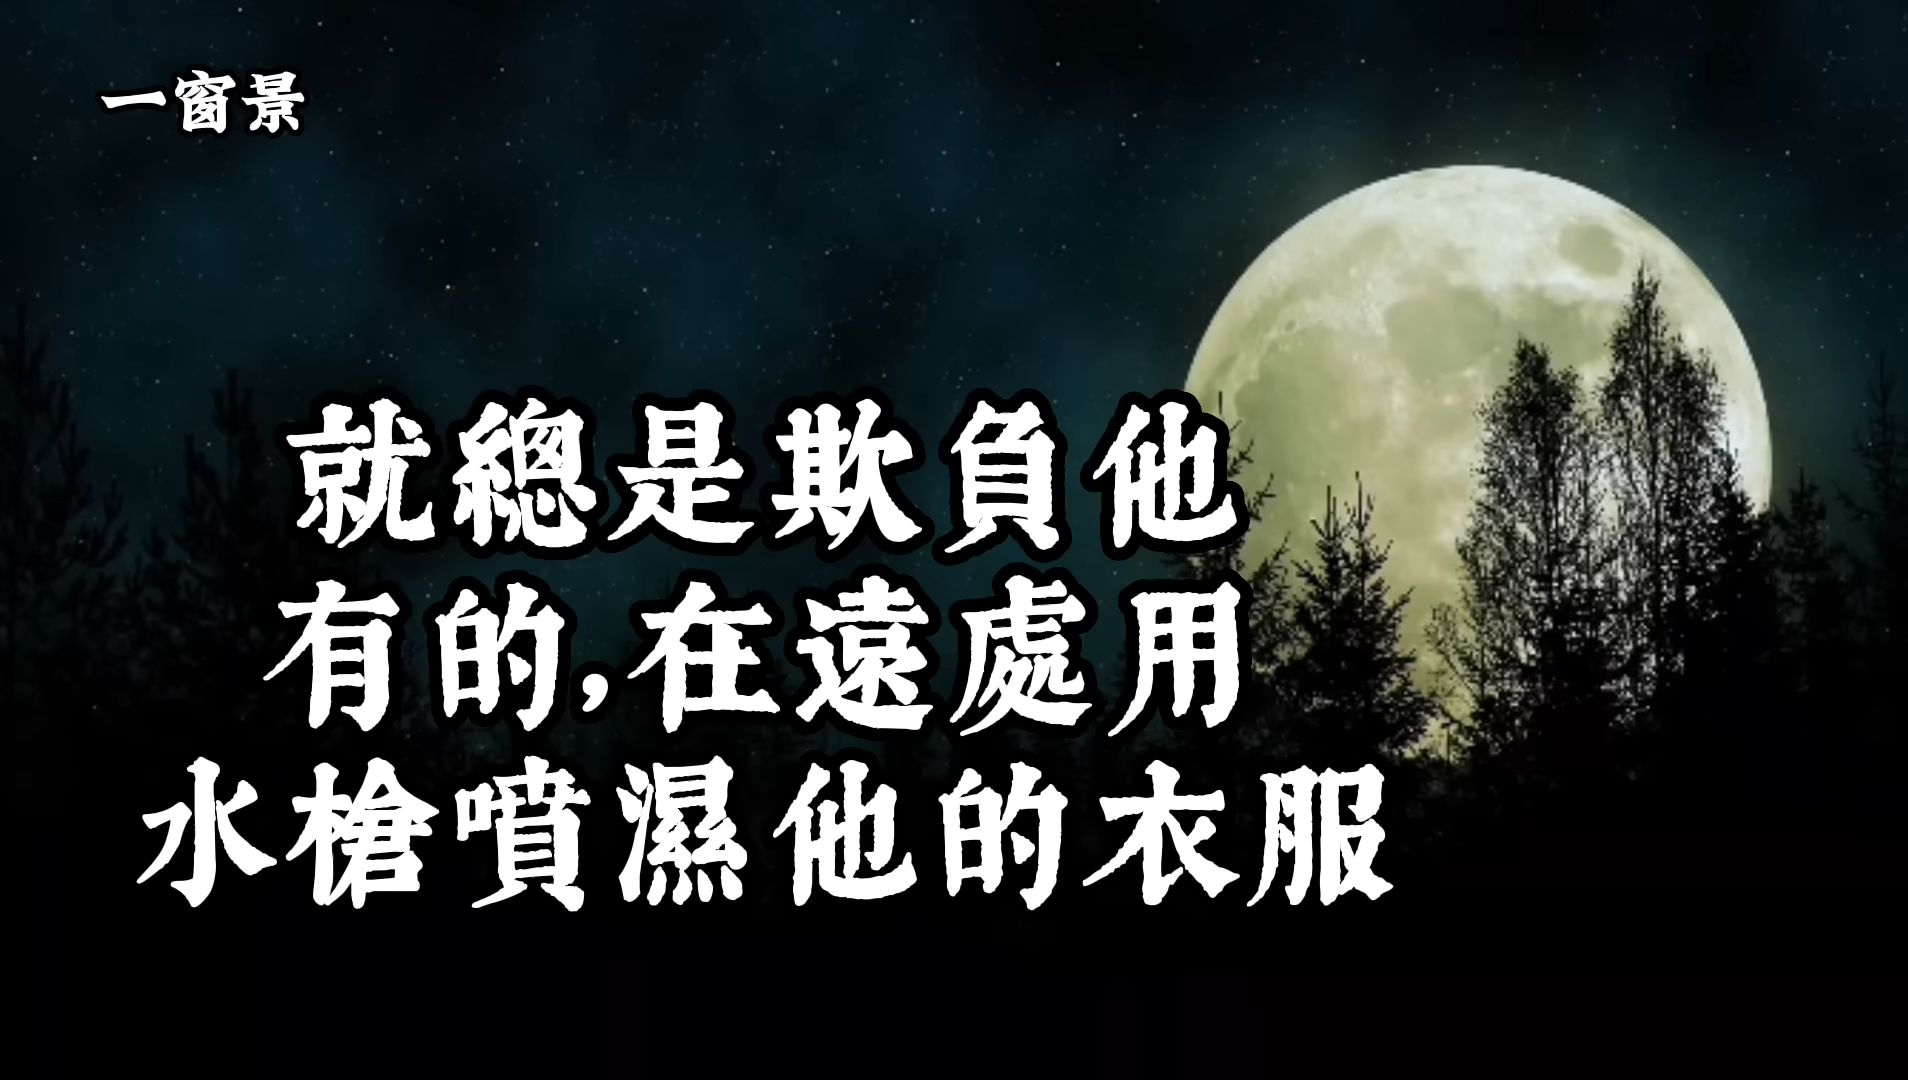 一窗景
就總是欺負他
有的,在遠處用
水槍噴濕他的衣服